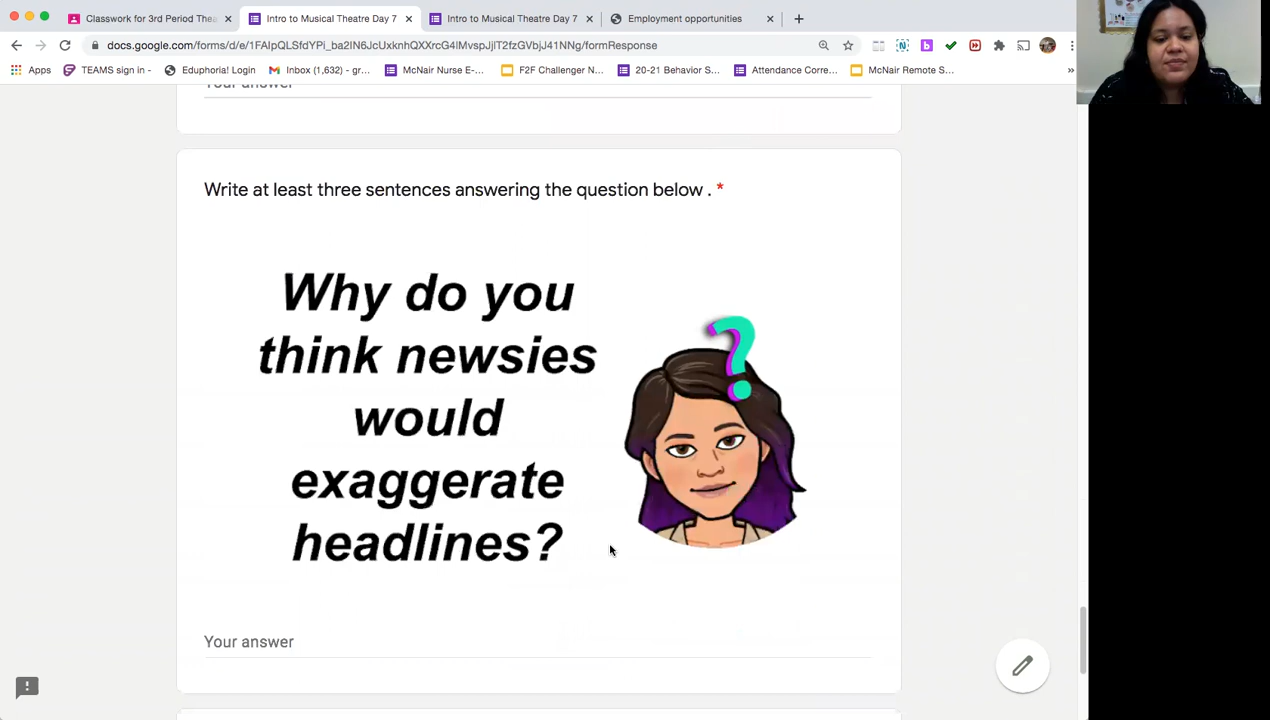 Classwork for 3rd Period Thea
Intro to Musical Theatre Day 7
Intro to Musical Theatre Day 7
Employment opportunities
docs.google.com/forms/d/e/1FAIpQLSfdYPi_ba2IN6JcUxknhQXXrcG4lMvspJjlT2fzGVbjJ41NNg/formResponse
Apps
TEAMS sign in -
Eduphoria! Login
Inbox (1,632) - gr...
McNair Nurse E-...
F2F Challenger N...
20-21 Behavior S...
Attendance Corre...
McNair Remote S...
»
Your answer
Write at least three sentences answering the question below . *
Why do you
think newsies
would
exaggerate
headlines?
?
Your answer